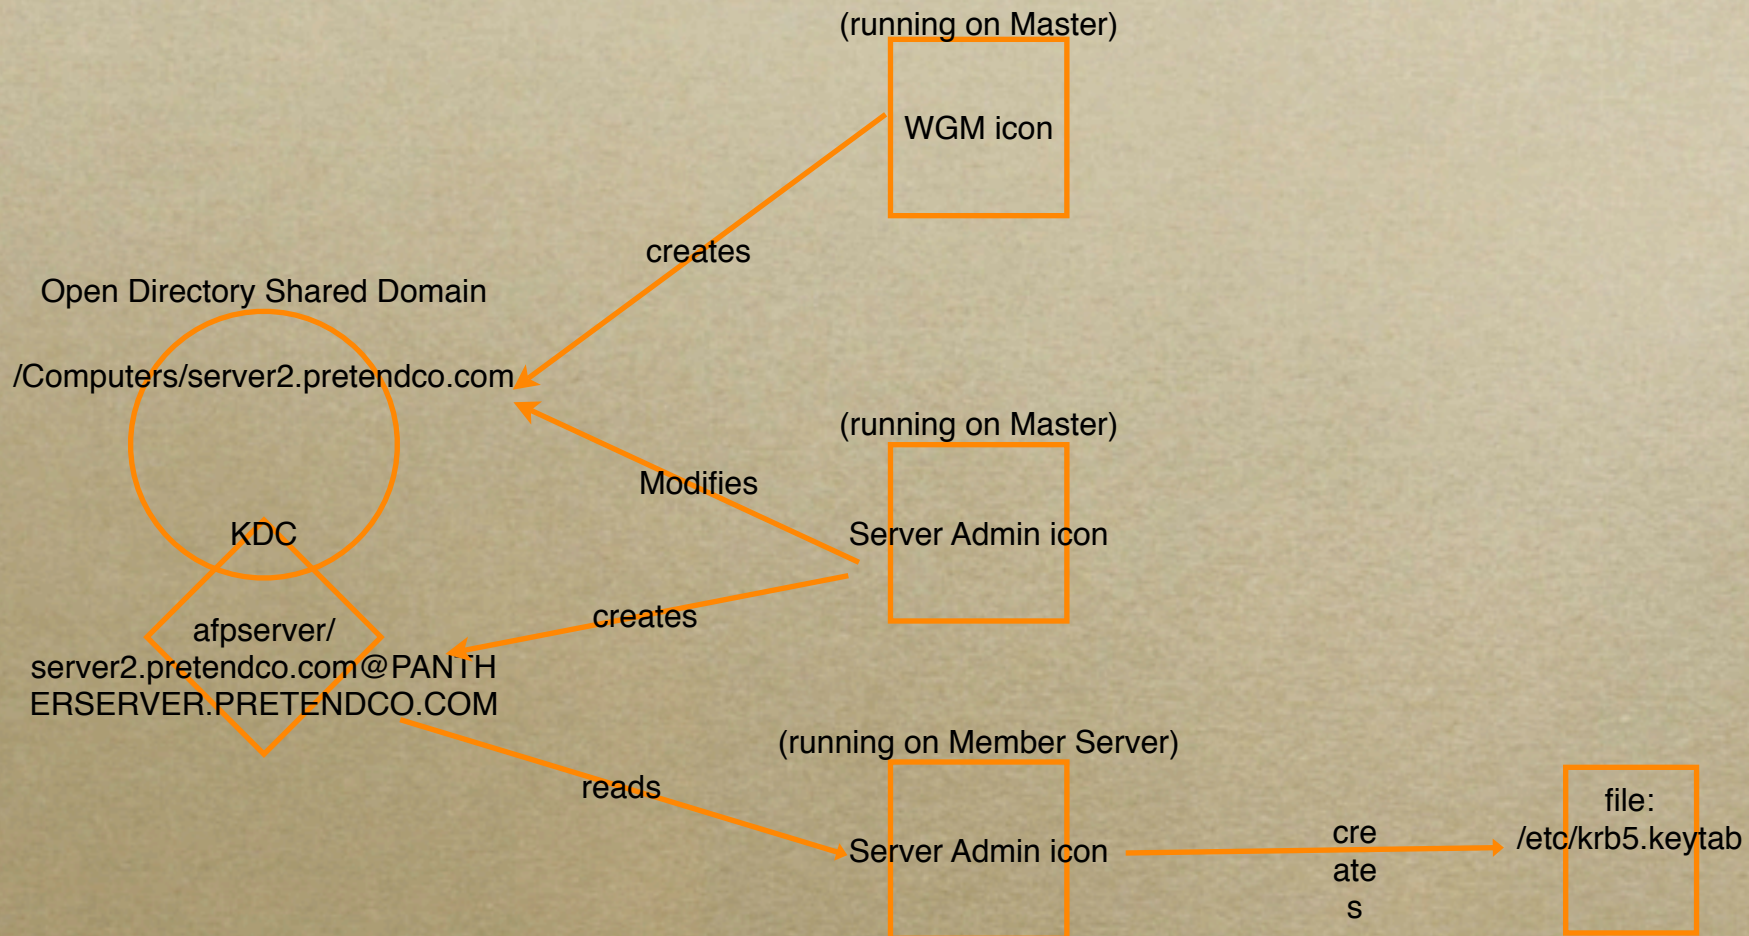 (running on Master)
WGM icon
creates
Open Directory Shared Domain
/Computers/server2.pretendco.com
(running on Master)
Modifies
Server Admin icon
KDC
creates
afpserver/
server2.pretendco.com@PANTH
ERSERVER.PRETENDCO.COM
(running on Member Server)
reads
Server Admin icon
cre
ate
s
file:
/etc/krb5.keytab